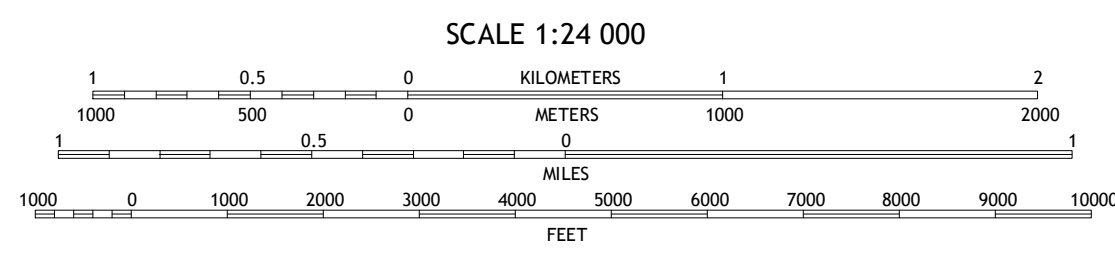 SCALE 1:24 000
1 0.5 0 KILOMETERS 1 2
1000 500 0 METERS 1000 2000
1 0.5 0 1
MILES
1000 0 1000 2000 3000 4000 5000 6000 7000 8000 9000 10000
FEET